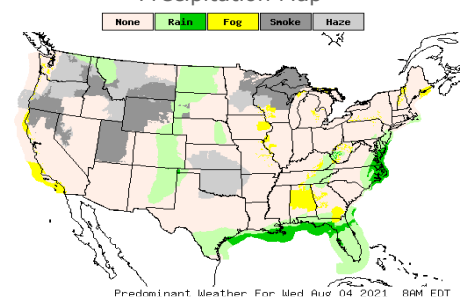 Precipitation Map
None Rain Fog Smoke Haze
Predominant Weather For Wed Aug 04 2021 8AM EDT